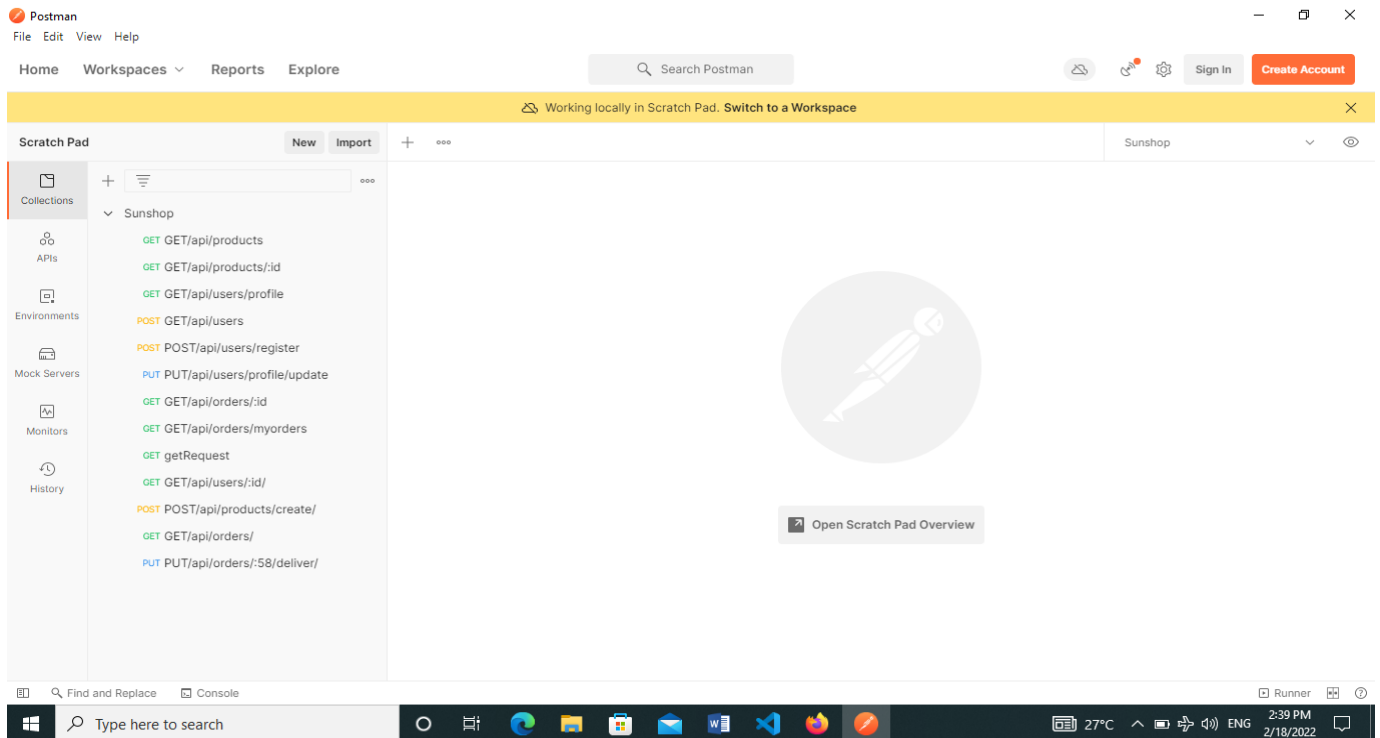 Postman
File Edit View Help
Home Workspaces Reports Explore Search Postman Sign In Create Account
Working locally in Scratch Pad. Switch to a Workspace
Scratch Pad New Import Sunshop
Collections
APIs
Environments
Mock Servers
Monitors
History
Sunshop
GET GET/api/products
GET GET/api/products/:id
GET GET/api/users/profile
POST GET/api/users
POST POST/api/users/register
PUT PUT/api/users/profile/update
GET GET/api/orders/:id
GET GET/api/orders/myorders
GET getRequest
GET GET/api/users/:id/
POST POST/api/products/create/
GET GET/api/orders/
PUT PUT/api/orders/:58/deliver/
Open Scratch Pad Overview
Find and Replace Console Runner
Type here to search 27°C ENG 2:39 PM
2/18/2022